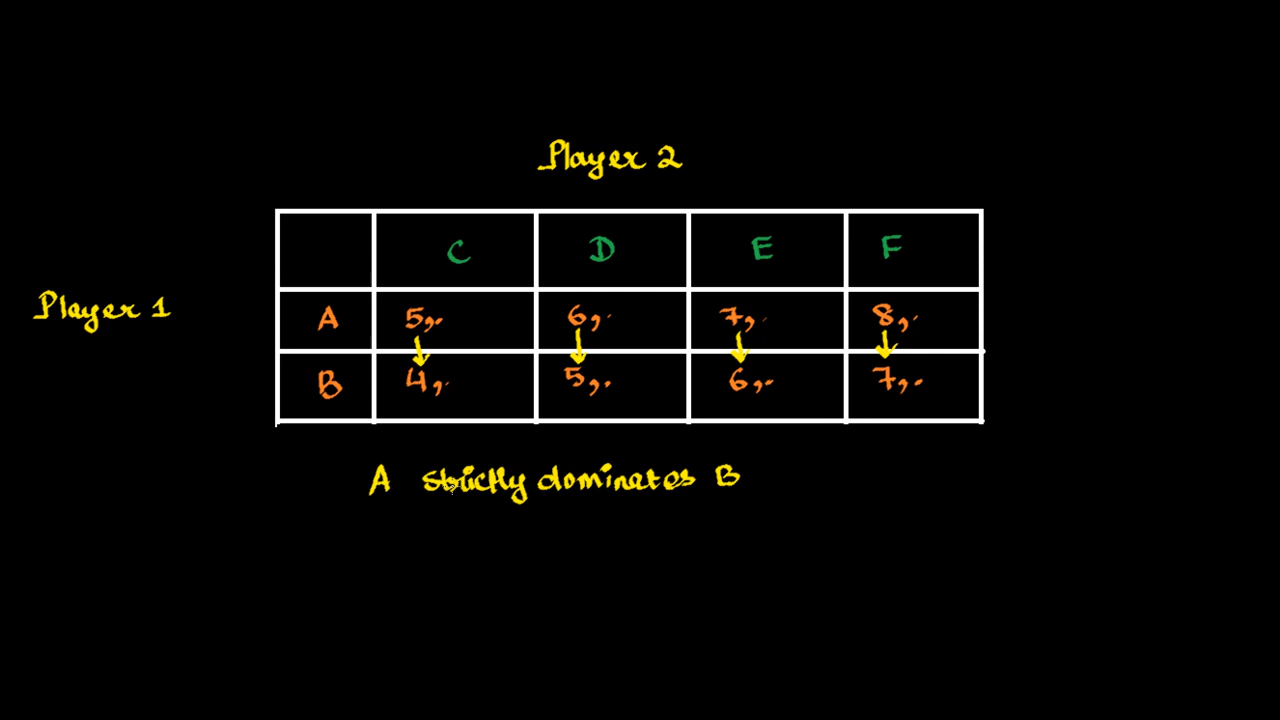 Player 2
C D E F
Player 1
A 5,. 6,. 7,. 8,.
B 4,. 5,. 6,. 7,.
A strictly dominates B